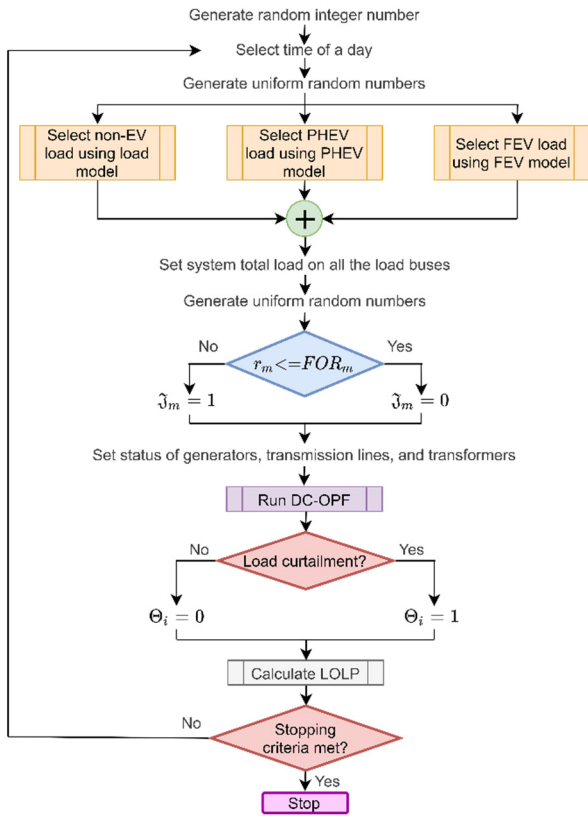 Generate random integer number
Select time of a day
Generate uniform random numbers
Select non-EV
load using load
model
Select PHEV
load using PHEV
model
Select FEV load
using FEV model
+
Set system total load on all the load buses
Generate uniform random numbers
No
r_m<=FOR_m
Yes
ℑ_m = 1
ℑ_m = 0
Set status of generators, transmission lines, and transformers
Run DC-OPF
No
Load curtailment?
Yes
Θ_i = 0
Θ_i = 1
Calculate LOLP
No
Stopping
criteria met?
Yes
Stop